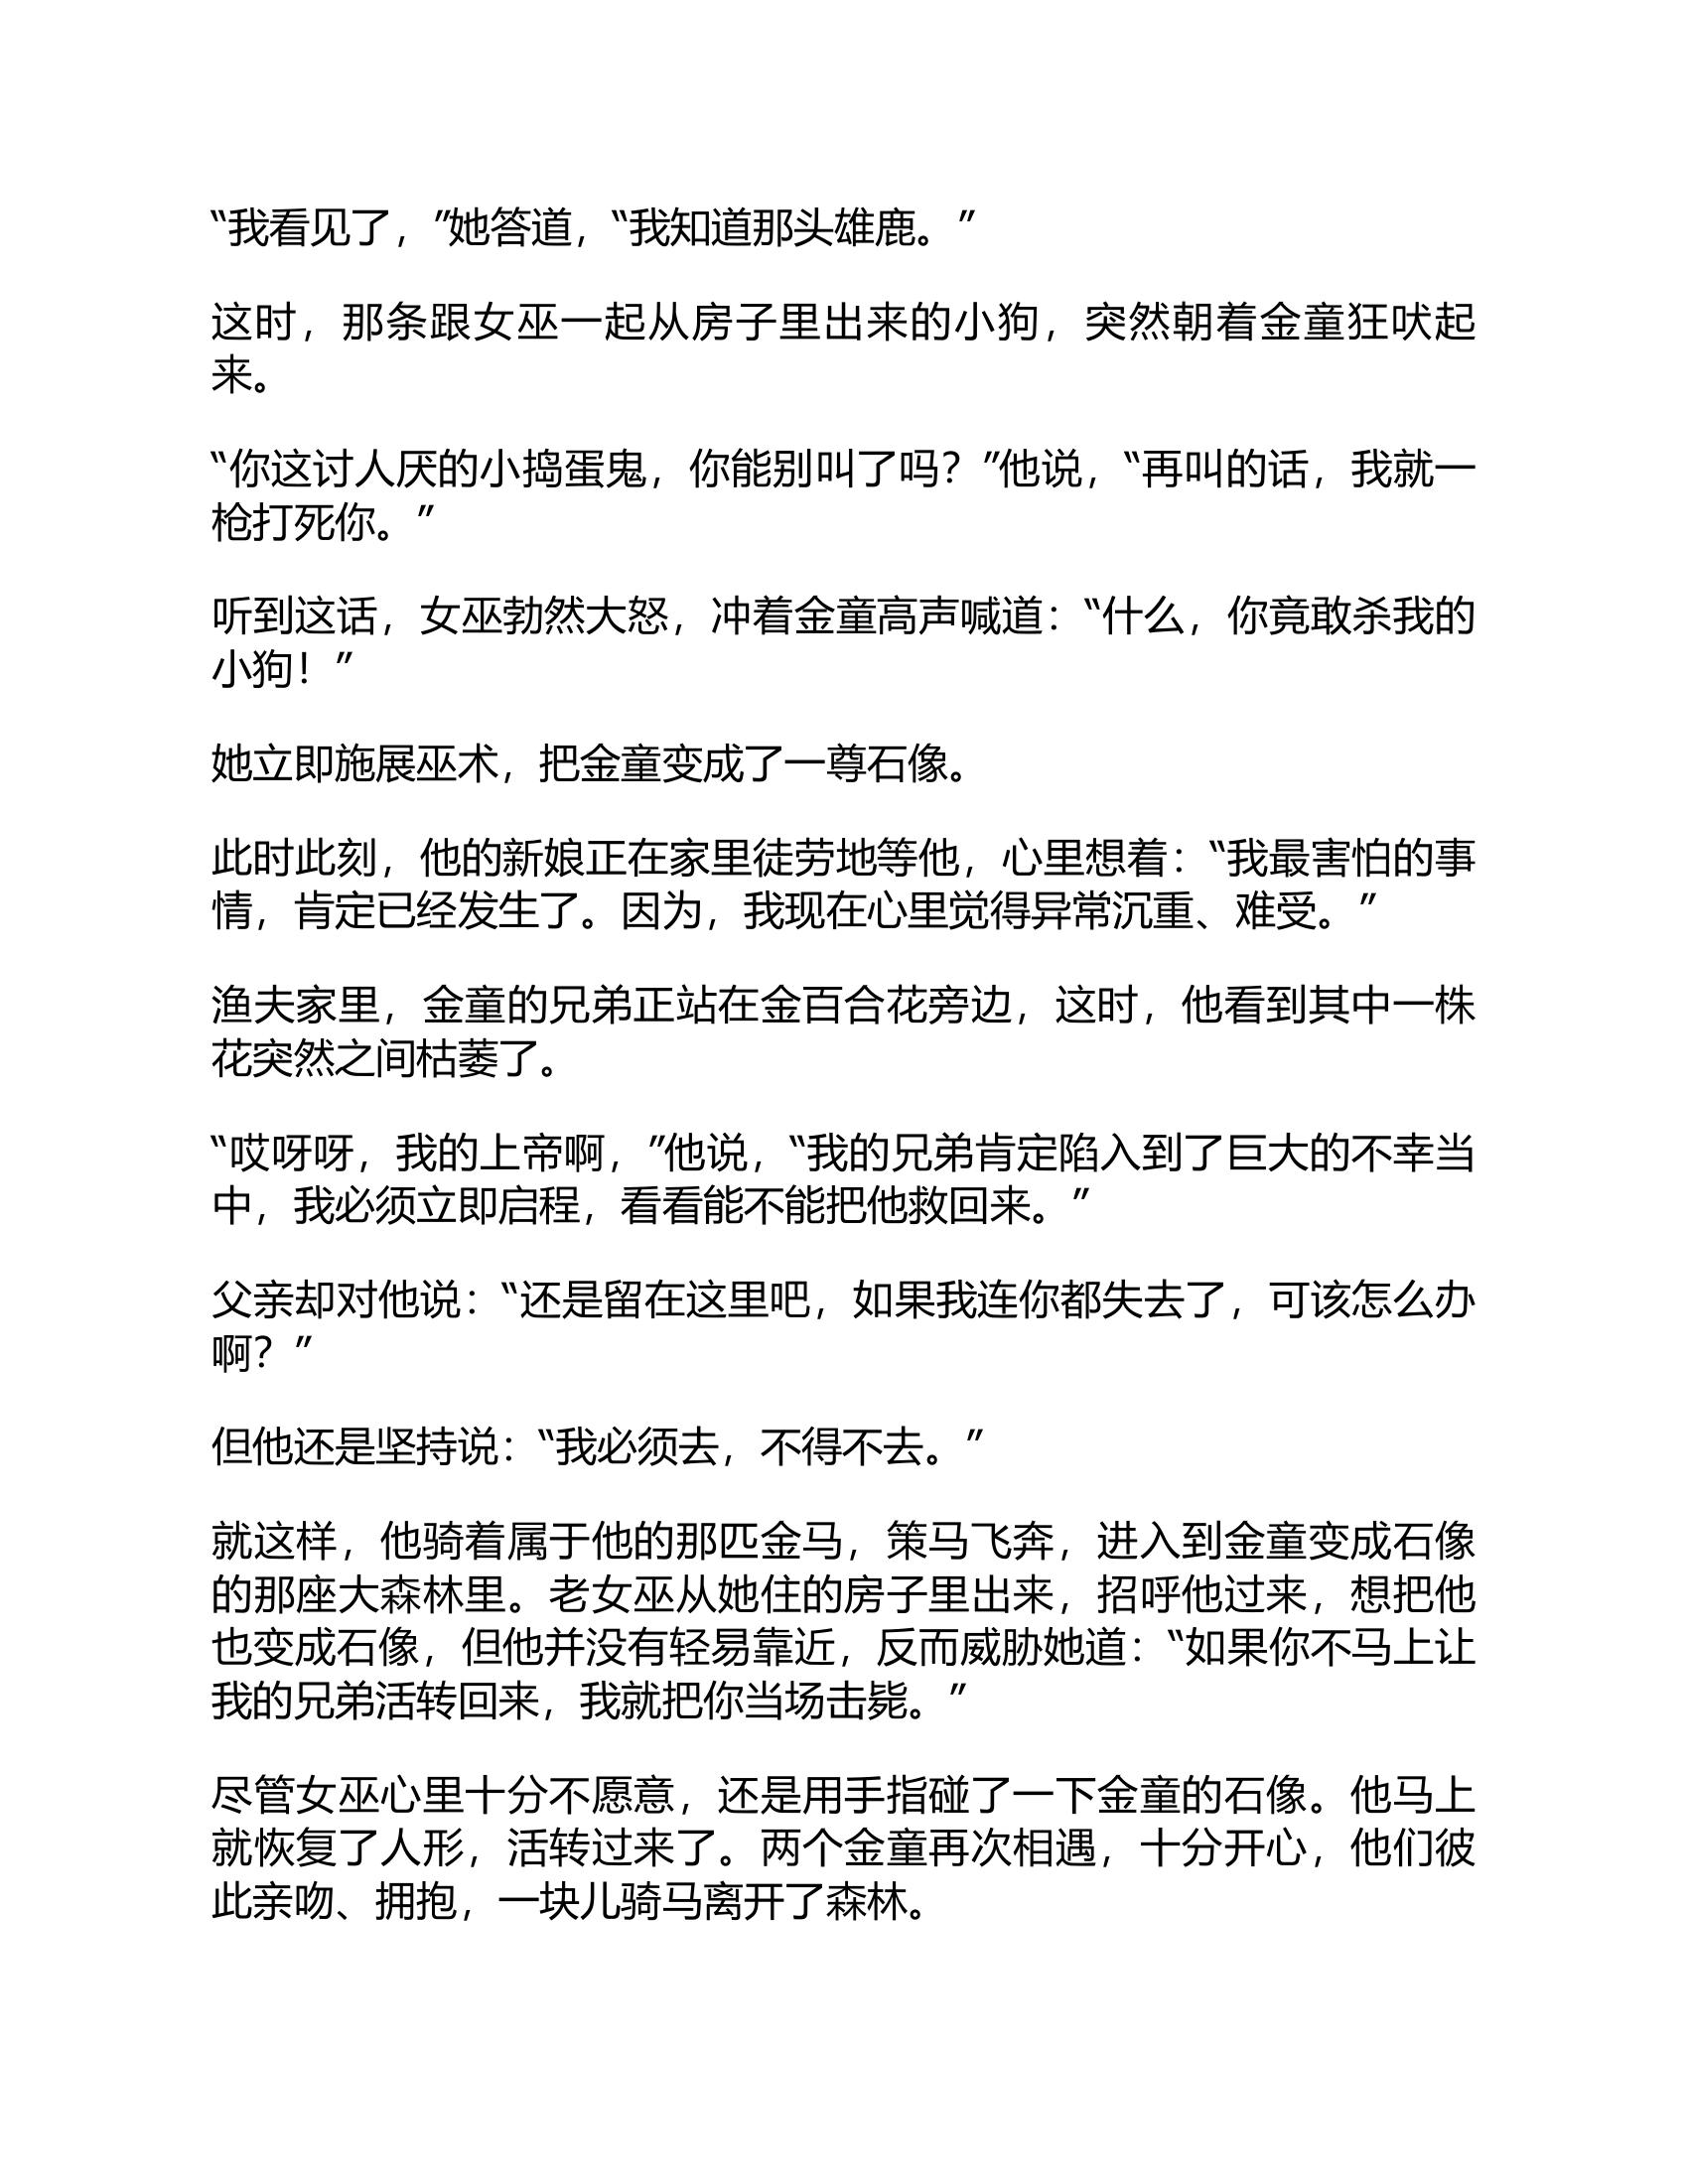 “我看见了，”她答道，“我知道那头雄鹿。”
这时，那条跟女巫一起从房子里出来的小狗，突然朝着金童狂吠起
来。
“你这讨人厌的小捣蛋鬼，你能别叫了吗？”他说，“再叫的话，我就一
枪打死你。”
听到这话，女巫勃然大怒，冲着金童高声喊道：“什么，你竟敢杀我的
小狗！”
她立即施展巫术，把金童变成了一尊石像。
此时此刻，他的新娘正在家里徒劳地等他，心里想着：“我最害怕的事
情，肯定已经发生了。因为，我现在心里觉得异常沉重、难受。”
渔夫家里，金童的兄弟正站在金百合花旁边，这时，他看到其中一株
花突然之间枯萎了。
“哎呀呀，我的上帝啊，”他说，“我的兄弟肯定陷入到了巨大的不幸当
中，我必须立即启程，看看能不能把他救回来。”
父亲却对他说：“还是留在这里吧，如果我连你都失去了，可该怎么办
啊？”
但他还是坚持说：“我必须去，不得不去。”
就这样，他骑着属于他的那匹金马，策马飞奔，进入到金童变成石像
的那座大森林里。老女巫从她住的房子里出来，招呼他过来，想把他
也变成石像，但他并没有轻易靠近，反而威胁她道：“如果你不马上让
我的兄弟活转回来，我就把你当场击毙。”
尽管女巫心里十分不愿意，还是用手指碰了一下金童的石像。他马上
就恢复了人形，活转过来了。两个金童再次相遇，十分开心，他们彼
此亲吻、拥抱，一块儿骑马离开了森林。